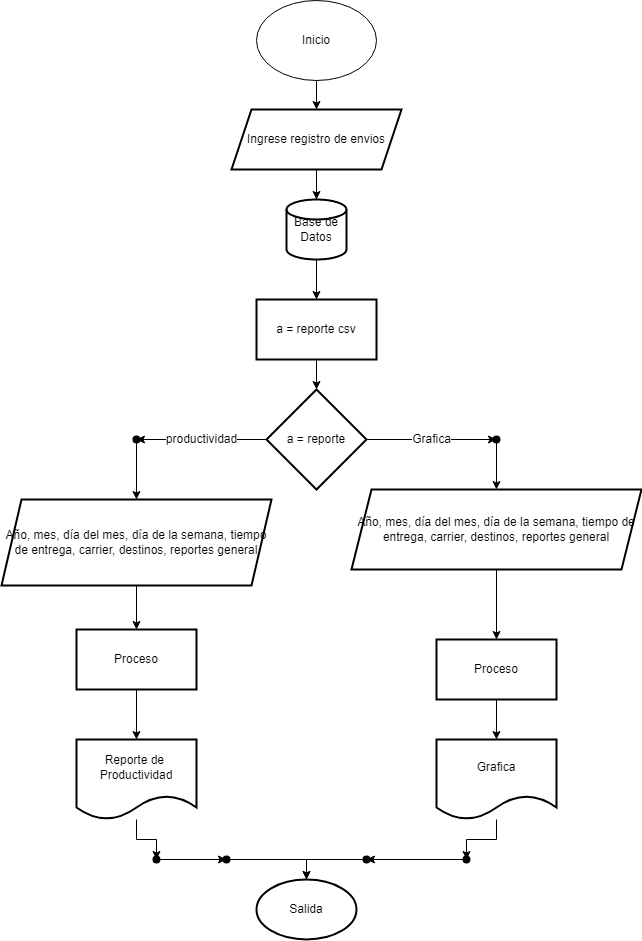 Inicio
Ingrese registro de envios
Base de
Datos
a = reporte csv
productividad
a = reporte
Grafica
Año, mes, día del mes, día de la semana, tiempo
de entrega, carrier, destinos, reportes general
Año, mes, día del mes, día de la semana, tiempo de
entrega, carrier, destinos, reportes general
Proceso
Proceso
Reporte de
Productividad
Grafica
Salida